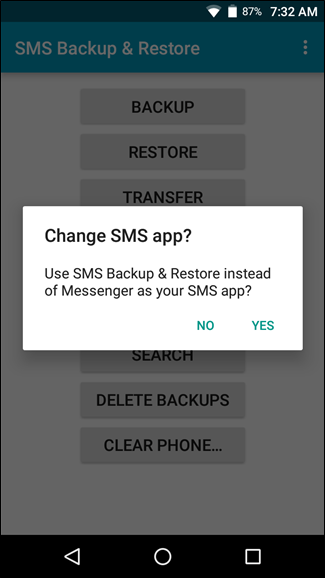 87% 7:32 AM
SMS Backup & Restore
BACKUP
RESTORE
TRANSFER
Change SMS app?
Use SMS Backup & Restore instead
of Messenger as your SMS app?
NO YES
SEARCH
DELETE BACKUPS
CLEAR PHONE...